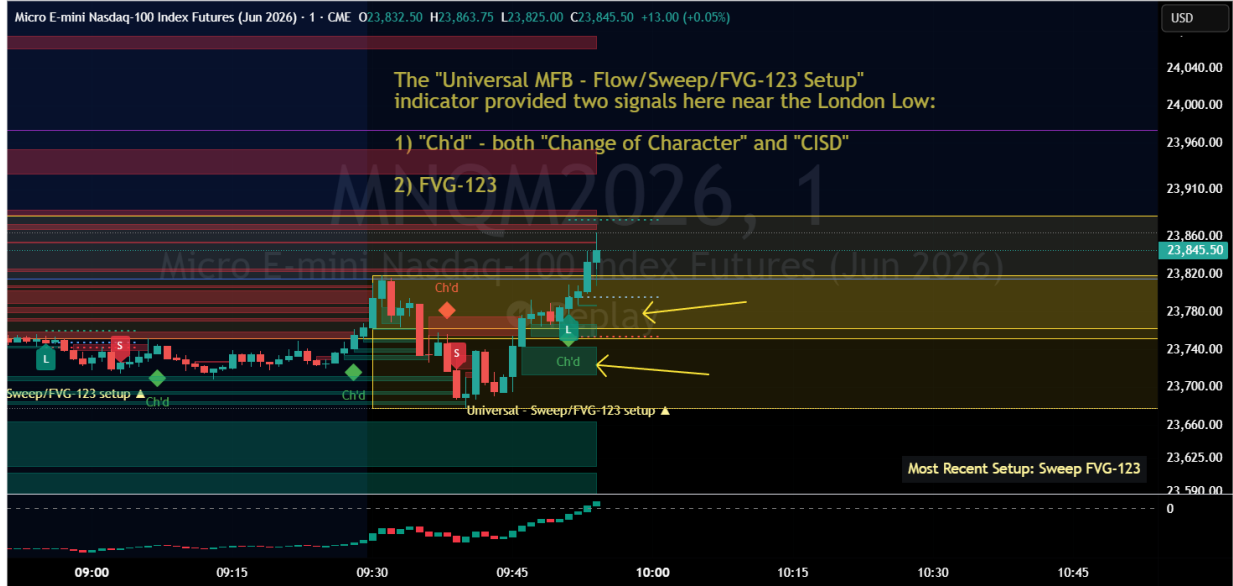 Micro E-mini Nasdaq-100 Index Futures (Jun 2026) · 1 · CME O23,832.50 H23,863.75 L23,825.00 C23,845.50 +13.00 (+0.05%)
USD
The "Universal MFB - Flow/Sweep/FVG-123 Setup"
indicator provided two signals here near the London Low:
1) "Ch'd" - both "Change of Character" and "CISD"
2) FVG-123
MNQM2026, 1
Micro E-mini Nasdaq-100 Index Futures (Jun 2026)
Replay
24,040.00
24,000.00
23,960.00
23,910.00
23,860.00
23,845.50
23,820.00
23,780.00
23,740.00
23,700.00
23,660.00
23,625.00
23,590.00
Ch'd
L
S
S
L
Ch'd
Ch'd
Ch'd
Sweep/FVG-123 setup ▲
Universal - Sweep/FVG-123 setup ▲
Most Recent Setup: Sweep FVG-123
0
09:00
09:15
09:30
09:45
10:00
10:15
10:30
10:45